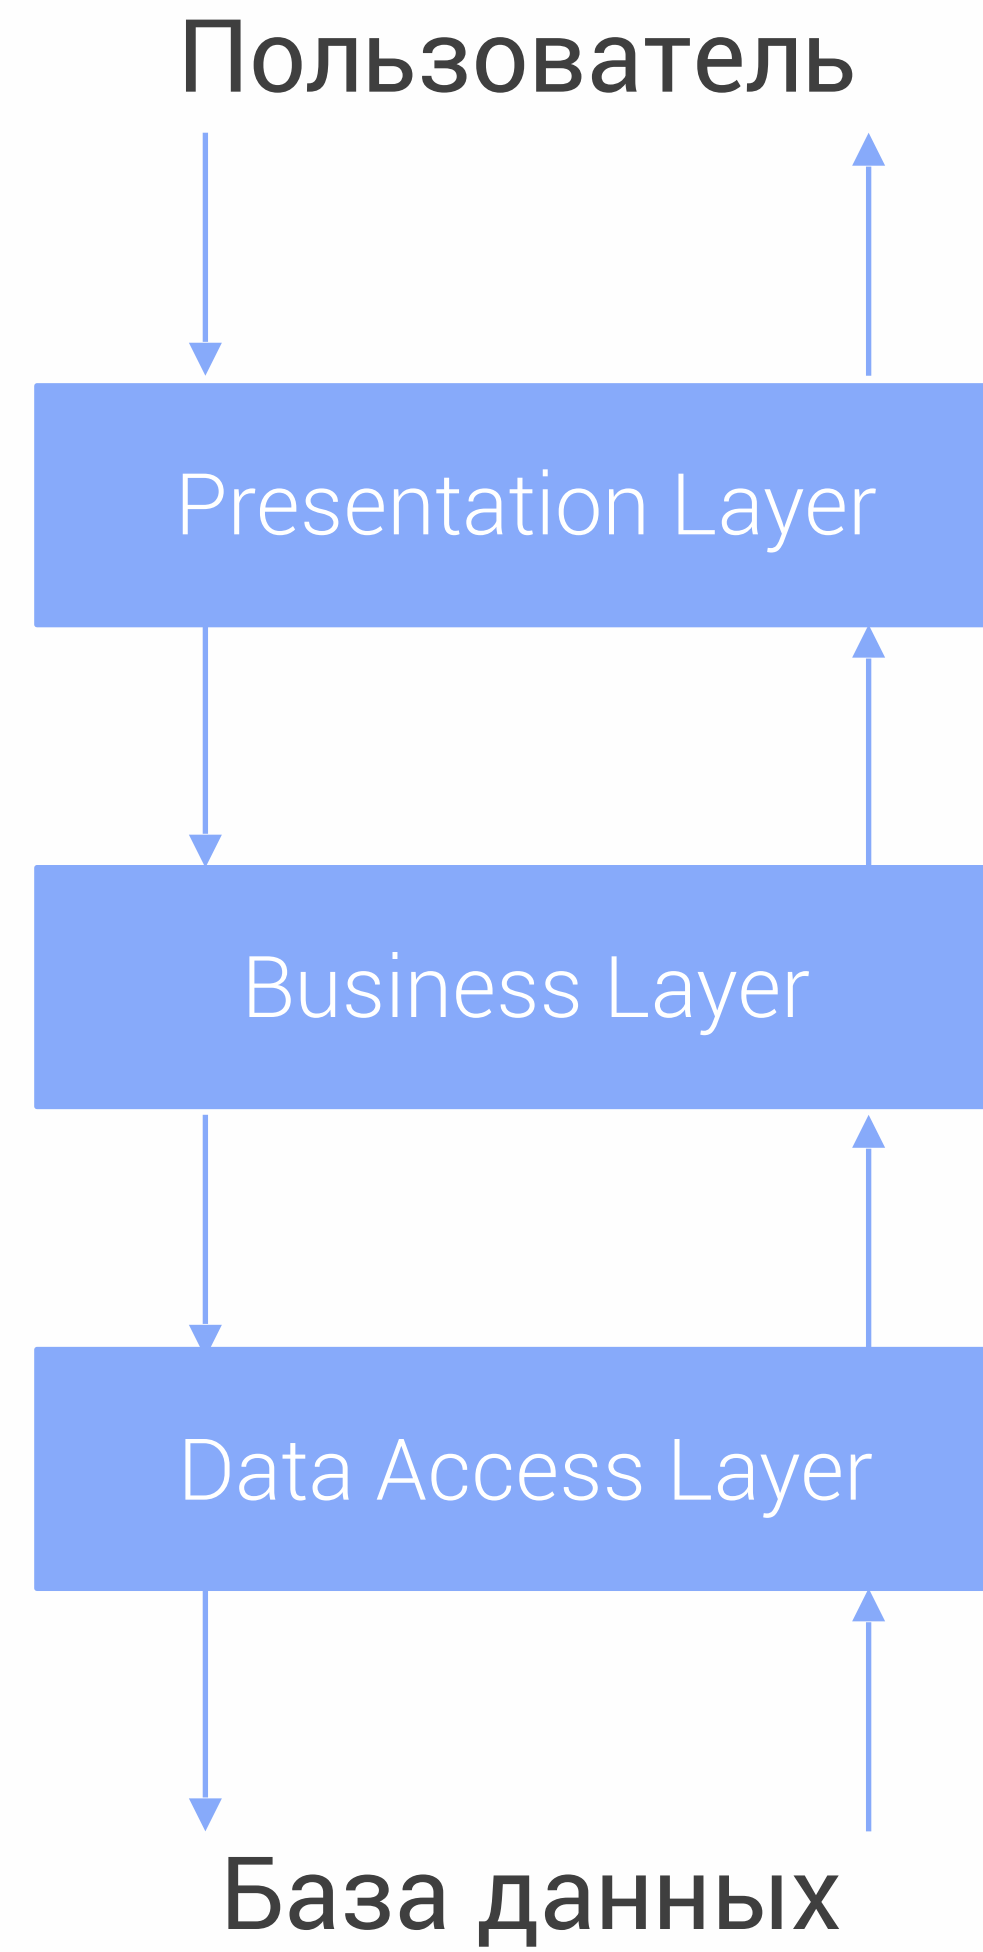 Пользователь
Presentation Layer
Business Layer
Data Access Layer
База данных